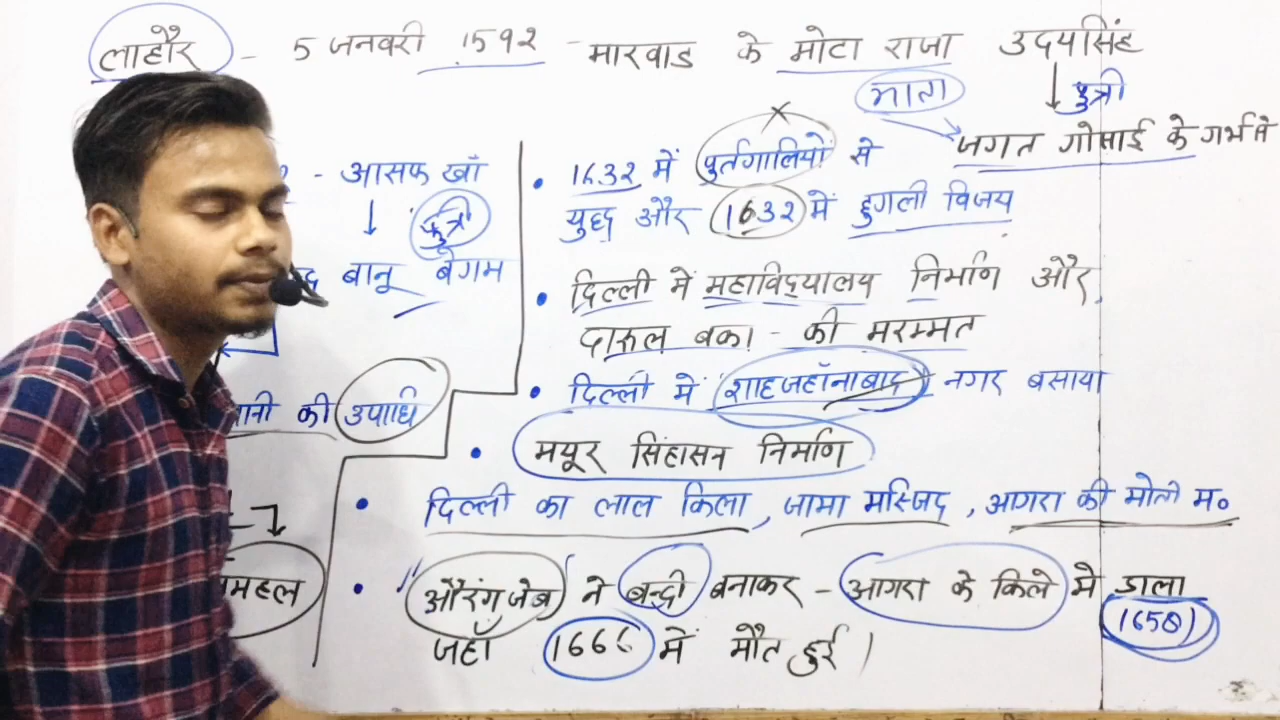 लाहौर - 5 जनवरी 1592 - मारवाड के मोटा राजा उदयसिंह
माता
पुत्री
जगत गोसाई के गर्भ से
- आसफ खाँ
पुत्री
बानू बेगम
की उपाधि
महल
• 1632 में पुर्तगालियों से
युद्ध और 1632 में हुगली विजय
• दिल्ली में महाविद्यालय निर्माण और
दारूल बका - की मरम्मत
• दिल्ली में शाहजहाँनाबाद नगर बसाया
• मयूर सिंहासन निर्माण
• दिल्ली का लाल किला, जामा मस्जिद, आगरा की मोती म०
• औरंगजेब ने बन्दी बनाकर - आगरा के किले में डाला
(1658)
जहाँ 1666 में मौत हुई।